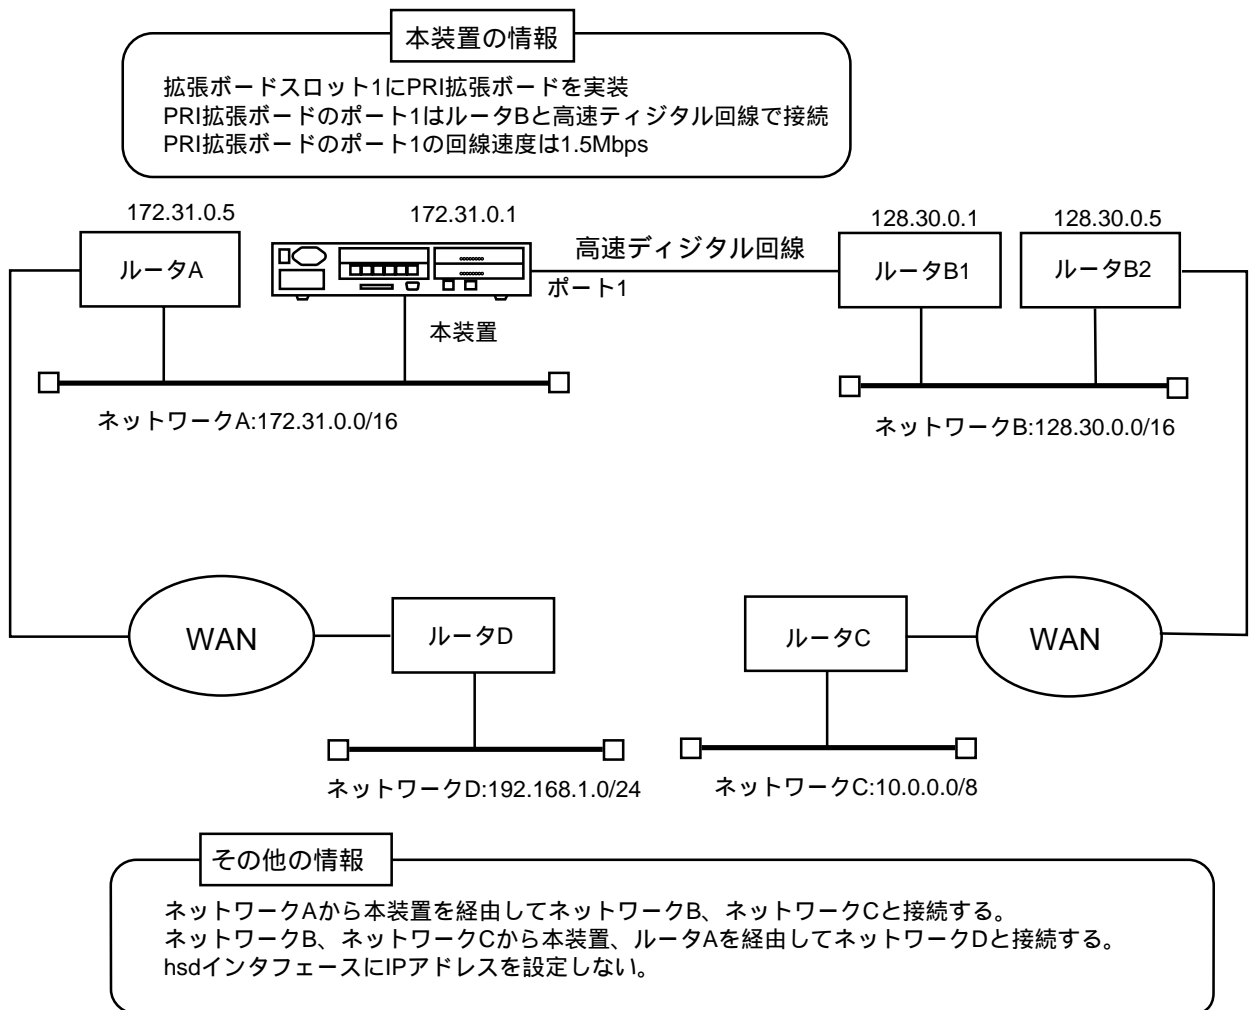 本装置の情報
拡張ボードスロット1にPRI拡張ボードを実装
PRI拡張ボードのポート1はルータBと高速ティジタル回線で接続
PRI拡張ボードのポート1の回線速度は1.5Mbps
172.31.0.5
172.31.0.1
128.30.0.1
128.30.0.5
ルータA
高速ディジタル回線
ルータB1
ルータB2
ポート1
本装置
ネットワークA:172.31.0.0/16
ネットワークB:128.30.0.0/16
WAN
ルータD
ルータC
WAN
ネットワークD:192.168.1.0/24
ネットワークC:10.0.0.0/8
その他の情報
ネットワークAから本装置を経由してネットワークB、ネットワークCと接続する。
ネットワークB、ネットワークCから本装置、ルータAを経由してネットワークDと接続する。
hsdインタフェースにIPアドレスを設定しない。